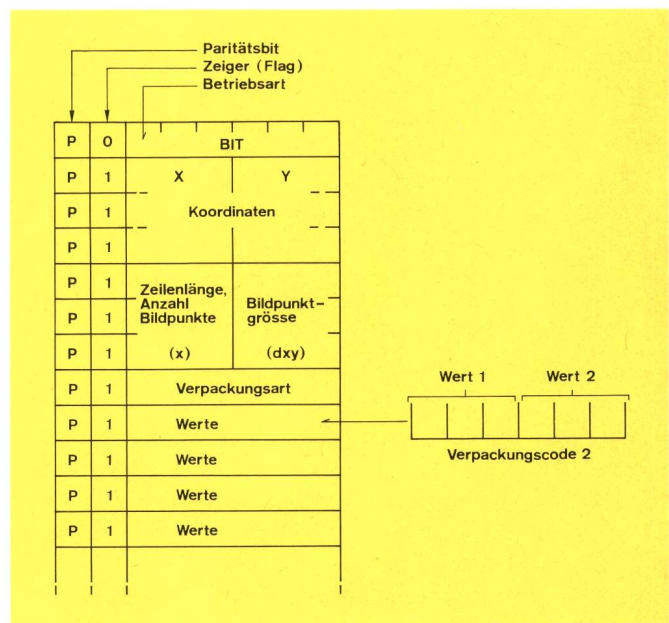 Paritätsbit
Zeiger (Flag)
Betriebsart
P 0 BIT
P 1 X Y
P 1 Koordinaten
P 1
P 1 Zeilenlänge,
Anzahl Bildpunkt-
P 1 Bildpunkte grösse
P 1 (x) (dxy)
P 1 Verpackungsart
P 1 Werte
P 1 Werte
P 1 Werte
P 1 Werte
Wert 1 Wert 2
Verpackungscode 2